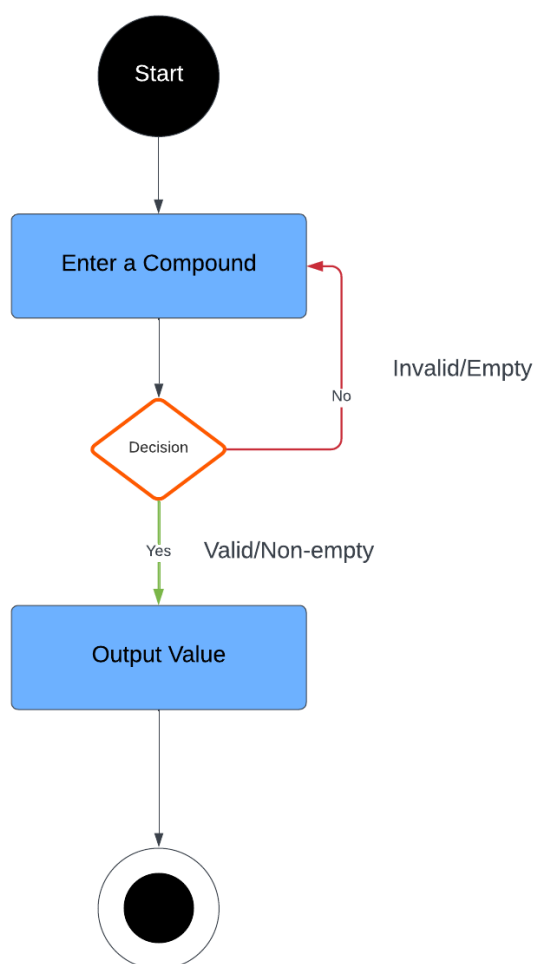 Start
Enter a Compound
Invalid/Empty
No
Decision
Yes
Valid/Non-empty
Output Value